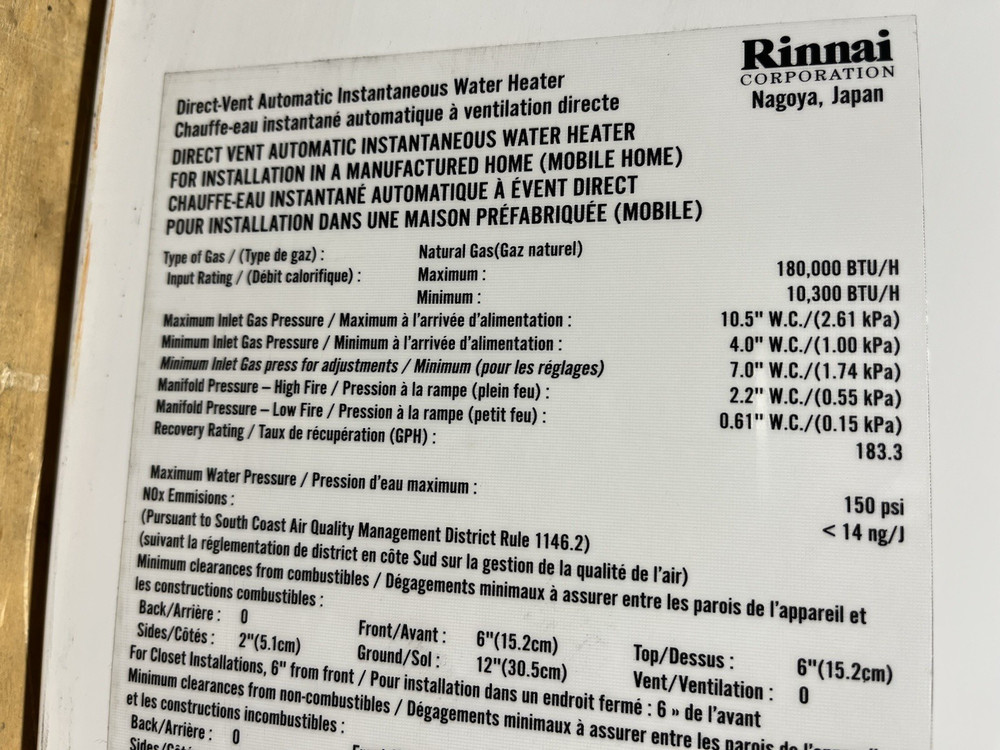 Rinnai
CORPORATION
Nagoya, Japan
Direct-Vent Automatic Instantaneous Water Heater
Chauffe-eau instantané automatique à ventilation directe
DIRECT VENT AUTOMATIC INSTANTANEOUS WATER HEATER
FOR INSTALLATION IN A MANUFACTURED HOME (MOBILE HOME)
CHAUFFE-EAU INSTANTANÉ AUTOMATIQUE À ÉVENT DIRECT
POUR INSTALLATION DANS UNE MAISON PRÉFABRIQUÉE (MOBILE)
Type of Gas / (Type de gaz) : Natural Gas(Gaz naturel)
Input Rating / (Débit calorifique) : Maximum : 180,000 BTU/H
Minimum : 10,300 BTU/H
Maximum Inlet Gas Pressure / Maximum à l'arrivée d'alimentation : 10.5" W.C./(2.61 kPa)
Minimum Inlet Gas Pressure / Minimum à l'arrivée d'alimentation : 4.0" W.C./(1.00 kPa)
Minimum Inlet Gas press for adjustments / Minimum (pour les réglages) 7.0" W.C./(1.74 kPa)
Manifold Pressure – High Fire / Pression à la rampe (plein feu) : 2.2" W.C./(0.55 kPa)
Manifold Pressure – Low Fire / Pression à la rampe (petit feu) : 0.61" W.C./(0.15 kPa)
Recovery Rating / Taux de récupération (GPH) : 183.3
Maximum Water Pressure / Pression d'eau maximum : 150 psi
NOx Emmisions : < 14 ng/J
(Pursuant to South Coast Air Quality Management District Rule 1146.2)
(suivant la réglementation de district en côte Sud sur la gestion de la qualité de l'air)
Minimum clearances from combustibles / Dégagements minimaux à assurer entre les parois de l'appareil et
les constructions combustibles :
Back/Arrière : 0 Front/Avant : 6"(15.2cm) Top/Dessus : 6"(15.2cm)
Sides/Côtés : 2"(5.1cm) Ground/Sol : 12"(30.5cm) Vent/Ventilation : 0
For Closet Installations, 6" from front / Pour installation dans un endroit fermé : 6 » de l'avant
Minimum clearances from non-combustibles / Dégagements minimaux à assurer entre les parois de
et les constructions incombustibles :
Back/Arrière : 0